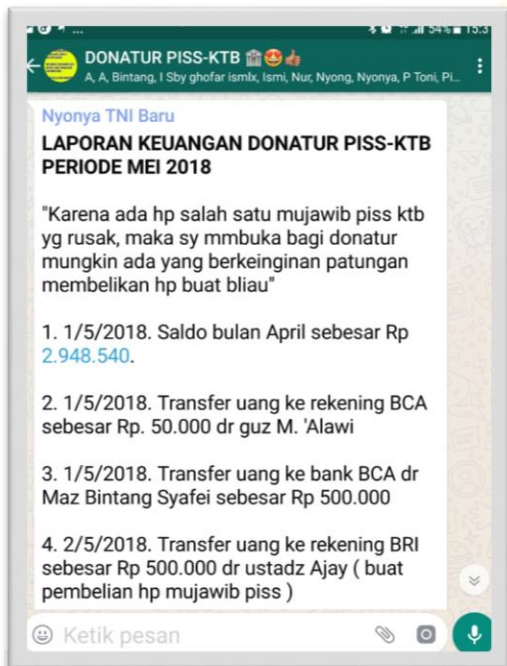 54% 15:3
DONATUR PISS-KTB 🏦😍👍
A, A, Bintang, I Sby ghofar ismlx, Ismi, Nur, Nyong, Nyonya, P Toni, Pi...
Nyonya TNI Baru
LAPORAN KEUANGAN DONATUR PISS-KTB
PERIODE MEI 2018
"Karena ada hp salah satu mujawib piss ktb
yg rusak, maka sy mmbuka bagi donatur
mungkin ada yang berkeinginan patungan
membelikan hp buat bliau"
1. 1/5/2018. Saldo bulan April sebesar Rp
2.948.540.
2. 1/5/2018. Transfer uang ke rekening BCA
sebesar Rp. 50.000 dr guz M. 'Alawi
3. 1/5/2018. Transfer uang ke bank BCA dr
Maz Bintang Syafei sebesar Rp 500.000
4. 2/5/2018. Transfer uang ke rekening BRI
sebesar Rp 500.000 dr ustadz Ajay ( buat
pembelian hp mujawib piss )
Ketik pesan